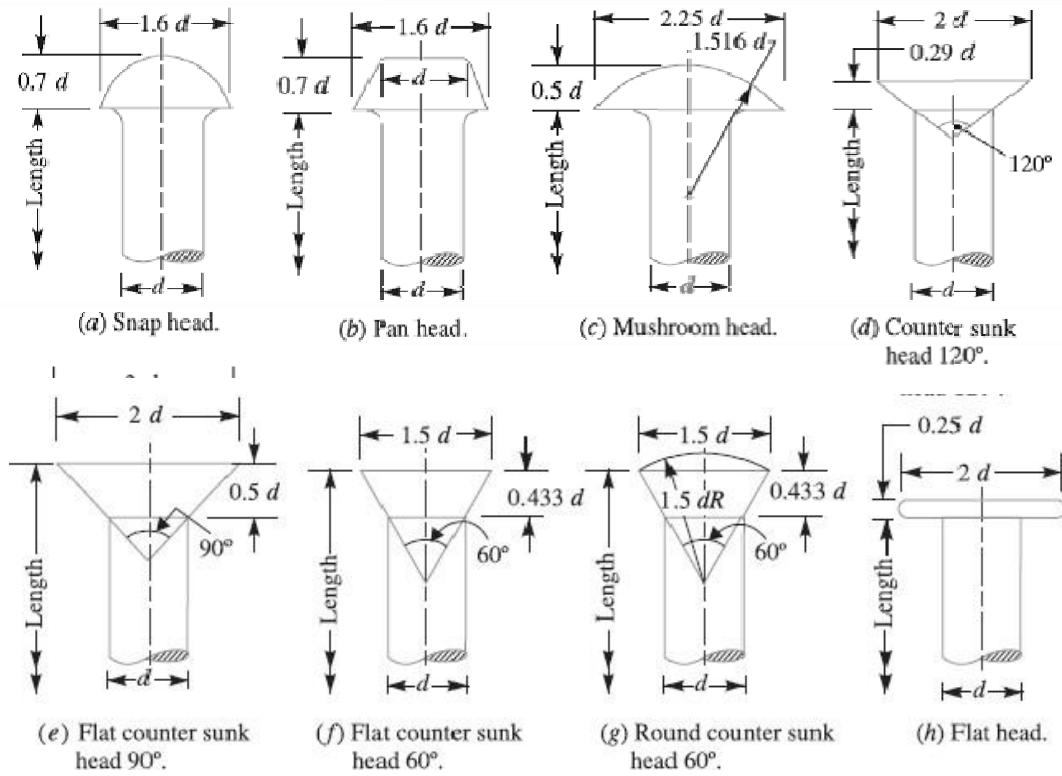 1.6 d
0.7 d
Length
d
(a) Snap head.
1.6 d
d
0.7 d
Length
d
(b) Pan head.
2.25 d
1.516 d
0.5 d
Length
d
(c) Mushroom head.
2 d
0.29 d
Length
120°
d
(d) Counter sunk
head 120°.
2 d
0.5 d
90°
Length
d
(e) Flat counter sunk
head 90°.
1.5 d
0.433 d
60°
Length
d
(f) Flat counter sunk
head 60°.
1.5 d
1.5 dR
0.433 d
60°
Length
d
(g) Round counter sunk
head 60°.
0.25 d
2 d
Length
d
(h) Flat head.